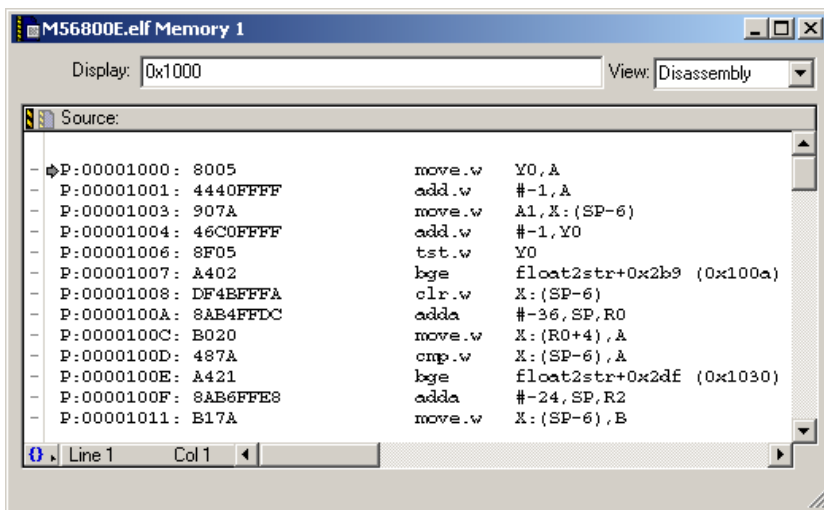 M56800E.elf Memory 1
Display: 0x1000 View: Disassembly
Source:
P:00001000: 8005 move.w Y0,A
P:00001001: 4440FFFF add.w #-1,A
P:00001003: 907A move.w A1,X:(SP-6)
P:00001004: 46C0FFFF add.w #-1,Y0
P:00001006: 8F05 tst.w Y0
P:00001007: A402 bge float2str+0x2b9 (0x100a)
P:00001008: DF4BFFFA clr.w X:(SP-6)
P:0000100A: 8AB4FFDC adda #-36,SP,R0
P:0000100C: B020 move.w X:(R0+4),A
P:0000100D: 487A cmp.w X:(SP-6),A
P:0000100E: A421 bge float2str+0x2df (0x1030)
P:0000100F: 8AB6FFE8 adda #-24,SP,R2
P:00001011: B17A move.w X:(SP-6),B
{} Line 1 Col 1